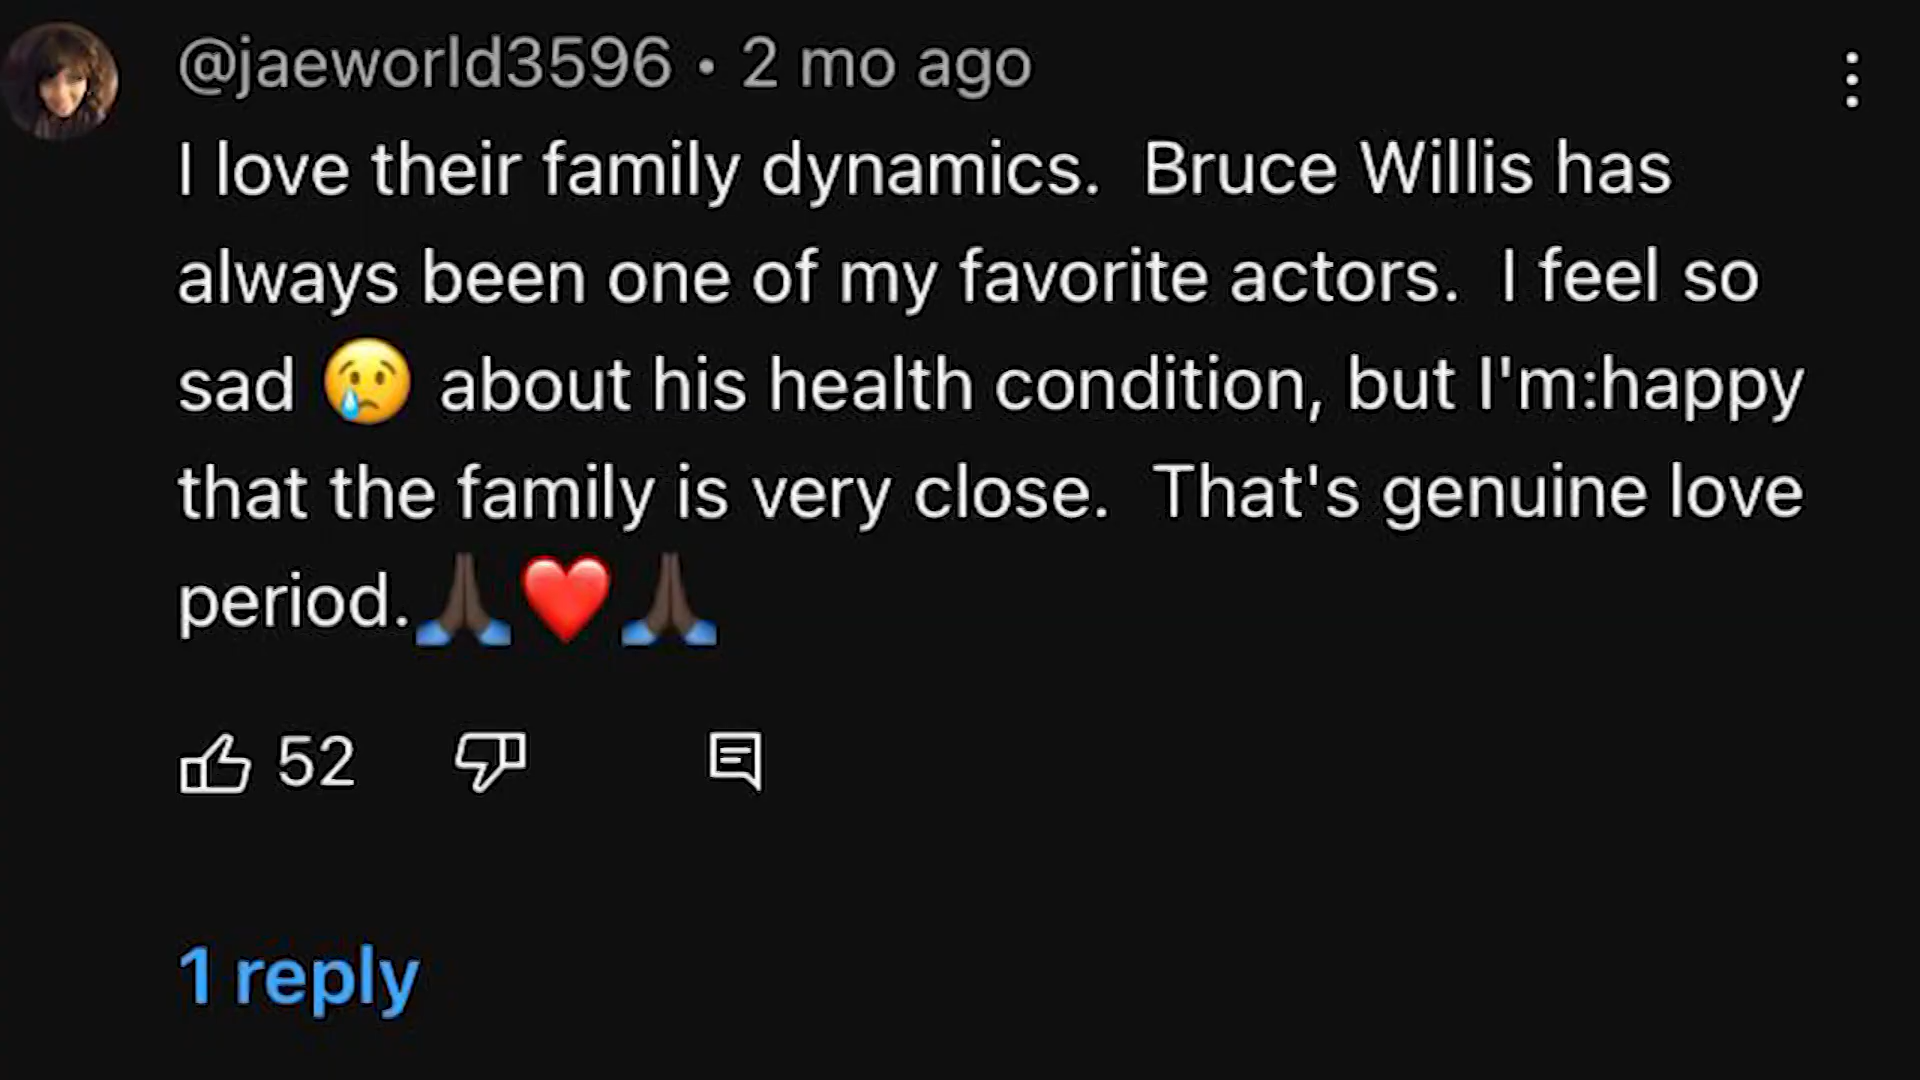 @jaeworld3596 • 2 mo ago
I love their family dynamics.  Bruce Willis has
always been one of my favorite actors.  I feel so
sad 😢 about his health condition, but I'm:happy
that the family is very close.  That's genuine love
period.🙏🏿❤️🙏🏿
52
1 reply